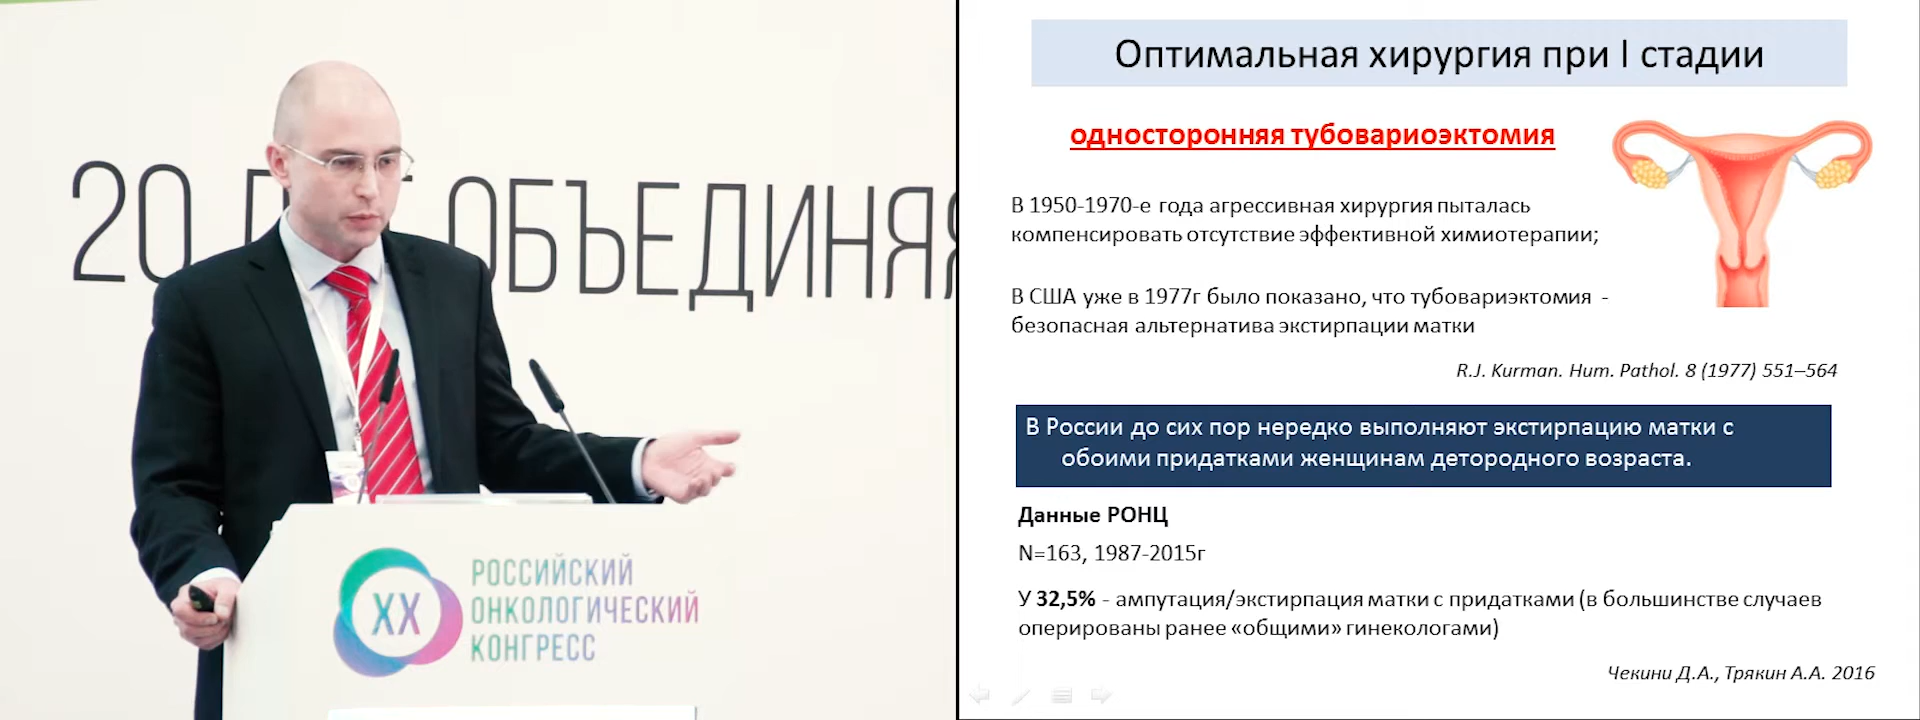 20 ЛЕТ ОБЪЕДИНЯЯ
XX
РОССИЙСКИЙ
ОНКОЛОГИЧЕСКИЙ
КОНГРЕСС
Оптимальная хирургия при I стадии
односторонняя тубовариоэктомия
В 1950-1970-е года агрессивная хирургия пыталась
компенсировать отсутствие эффективной химиотерапии;
В США уже в 1977г было показано, что тубовариэктомия -
безопасная альтернатива экстирпации матки
R.J. Kurman. Hum. Pathol. 8 (1977) 551–564
В России до сих пор нередко выполняют экстирпацию матки с
обоими придатками женщинам детородного возраста.
Данные РОНЦ
N=163, 1987-2015г
У 32,5% - ампутация/экстирпация матки с придатками (в большинстве случаев
оперированы ранее «общими» гинекологами)
Чекини Д.А., Трякин А.А. 2016